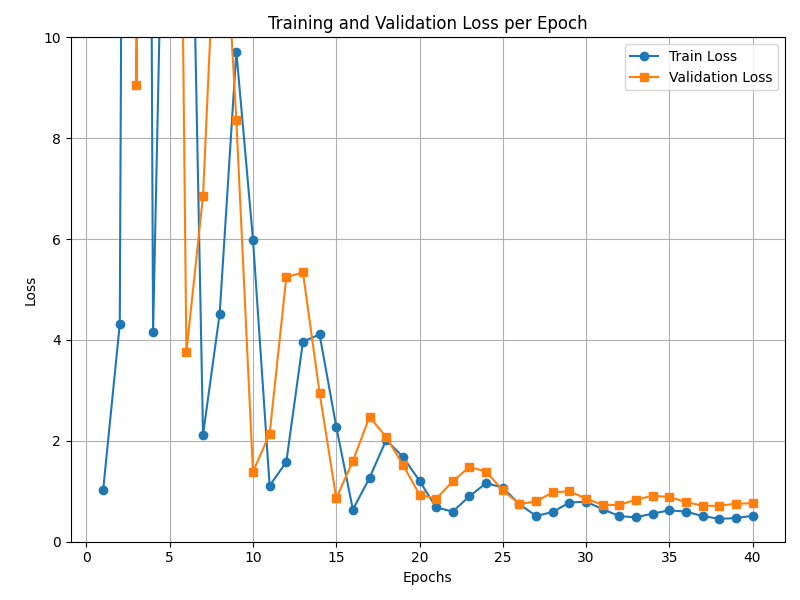 Training and Validation Loss per Epoch
Train Loss
Validation Loss
10
8
6
4
2
0
Loss
0 5 10 15 20 25 30 35 40
Epochs